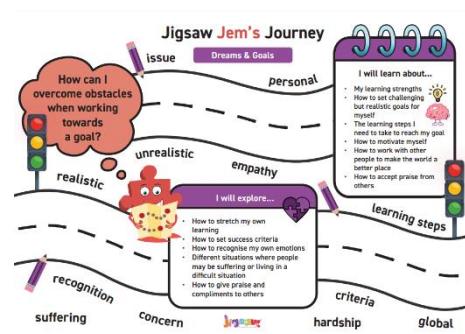 Jigsaw Jem's Journey
Dreams & Goals
issue
personal
How can I
overcome obstacles
when working
towards
a goal?
I will learn about...
• My learning strengths
• How to set challenging
but realistic goals for
myself
• The learning steps I
need to take to reach my
goal
• How to motivate myself
• How to work with other
people to make the world a
better place
• How to accept praise from
others
unrealistic
empathy
realistic
I will explore...
• How to stretch my own
learning
• How to set success criteria
• How to recognise my own emotions
• Different situations where people
may be suffering or living in a
difficult situation
• How to give praise and
compliments to others
learning steps
recognition
criteria
suffering
concern
jigsaw
hardship
global